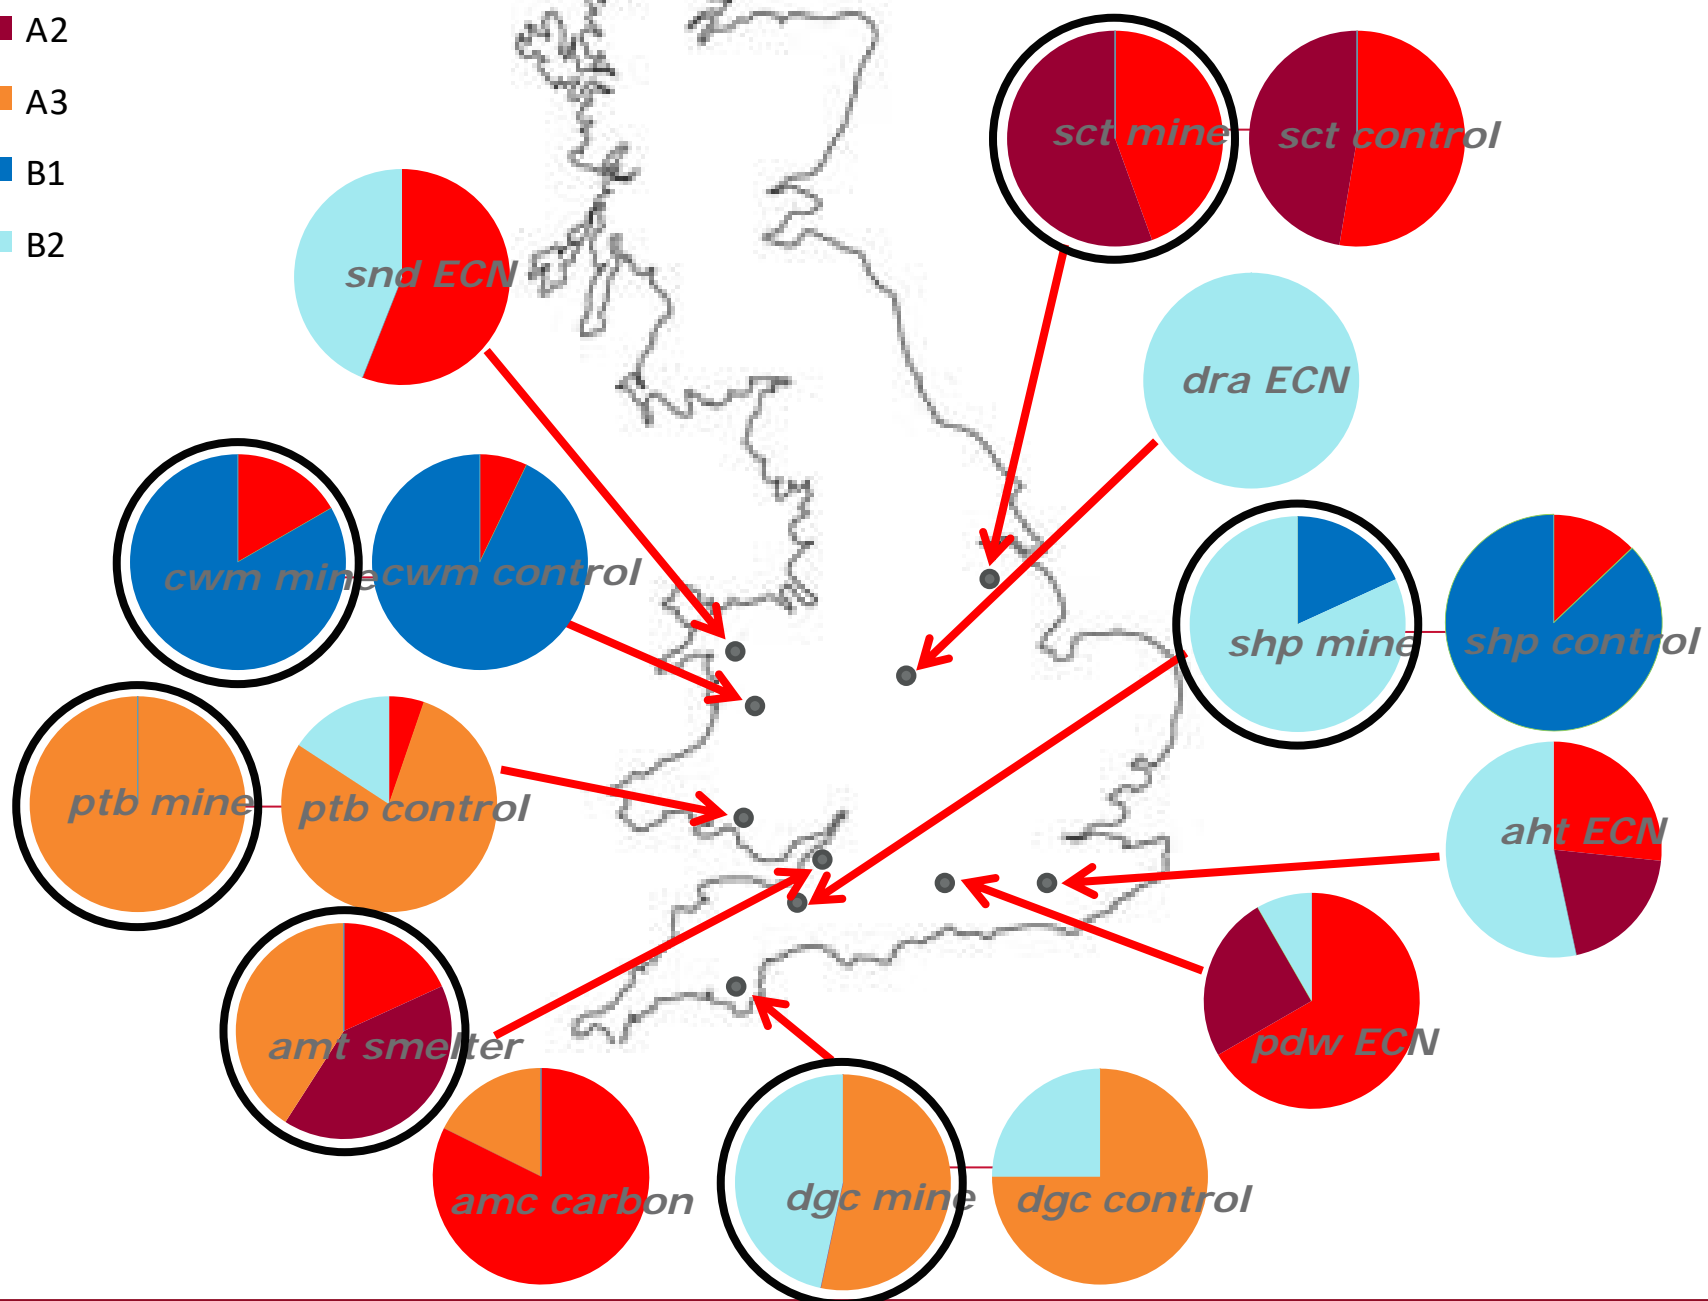 A2
A3
B1
B2
sct mine
sct control
snd ECN
dra ECN
cwm mine
cwm control
shp mine
shp control
ptb mine
ptb control
aht ECN
amt smelter
pdw ECN
amc carbon
dgc mine
dgc control